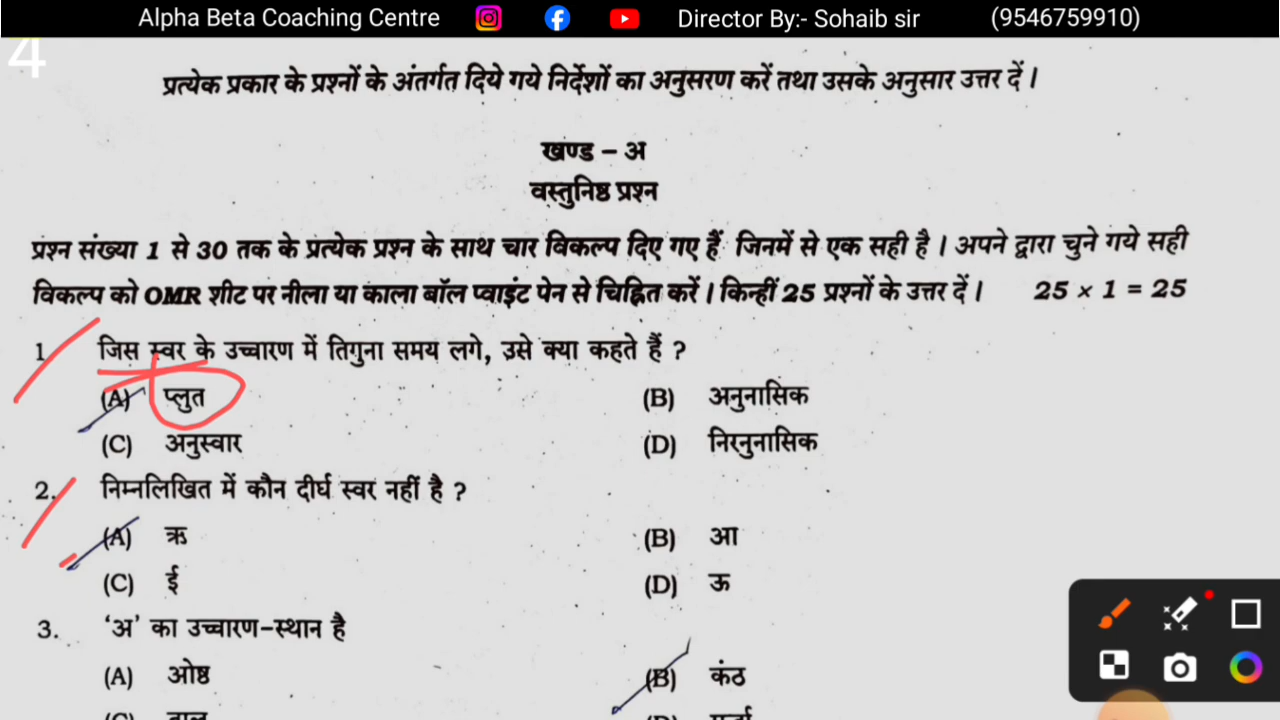 Alpha Beta Coaching Centre Director By:- Sohaib sir (9546759910)
4
प्रत्येक प्रकार के प्रश्नों के अंतर्गत दिये गये निर्देशों का अनुसरण करें तथा उसके अनुसार उत्तर दें ।
खण्ड – अ
वस्तुनिष्ठ प्रश्न
प्रश्न संख्या 1 से 30 तक के प्रत्येक प्रश्न के साथ चार विकल्प दिए गए हैं जिनमें से एक सही है । अपने द्वारा चुने गये सही
विकल्प को OMR शीट पर नीला या काला बॉल प्वाइंट पेन से चिह्नित करें । किन्हीं 25 प्रश्नों के उत्तर दें । 25 × 1 = 25
1 जिस स्वर के उच्चारण में तिगुना समय लगे, उसे क्या कहते हैं ?
(A) प्लुत (B) अनुनासिक
(C) अनुस्वार (D) निरनुनासिक
2. निम्नलिखित में कौन दीर्घ स्वर नहीं है ?
(A) ऋ (B) आ
(C) ई (D) ऊ
3. 'अ' का उच्चारण-स्थान है
(A) ओष्ठ (B) कंठ